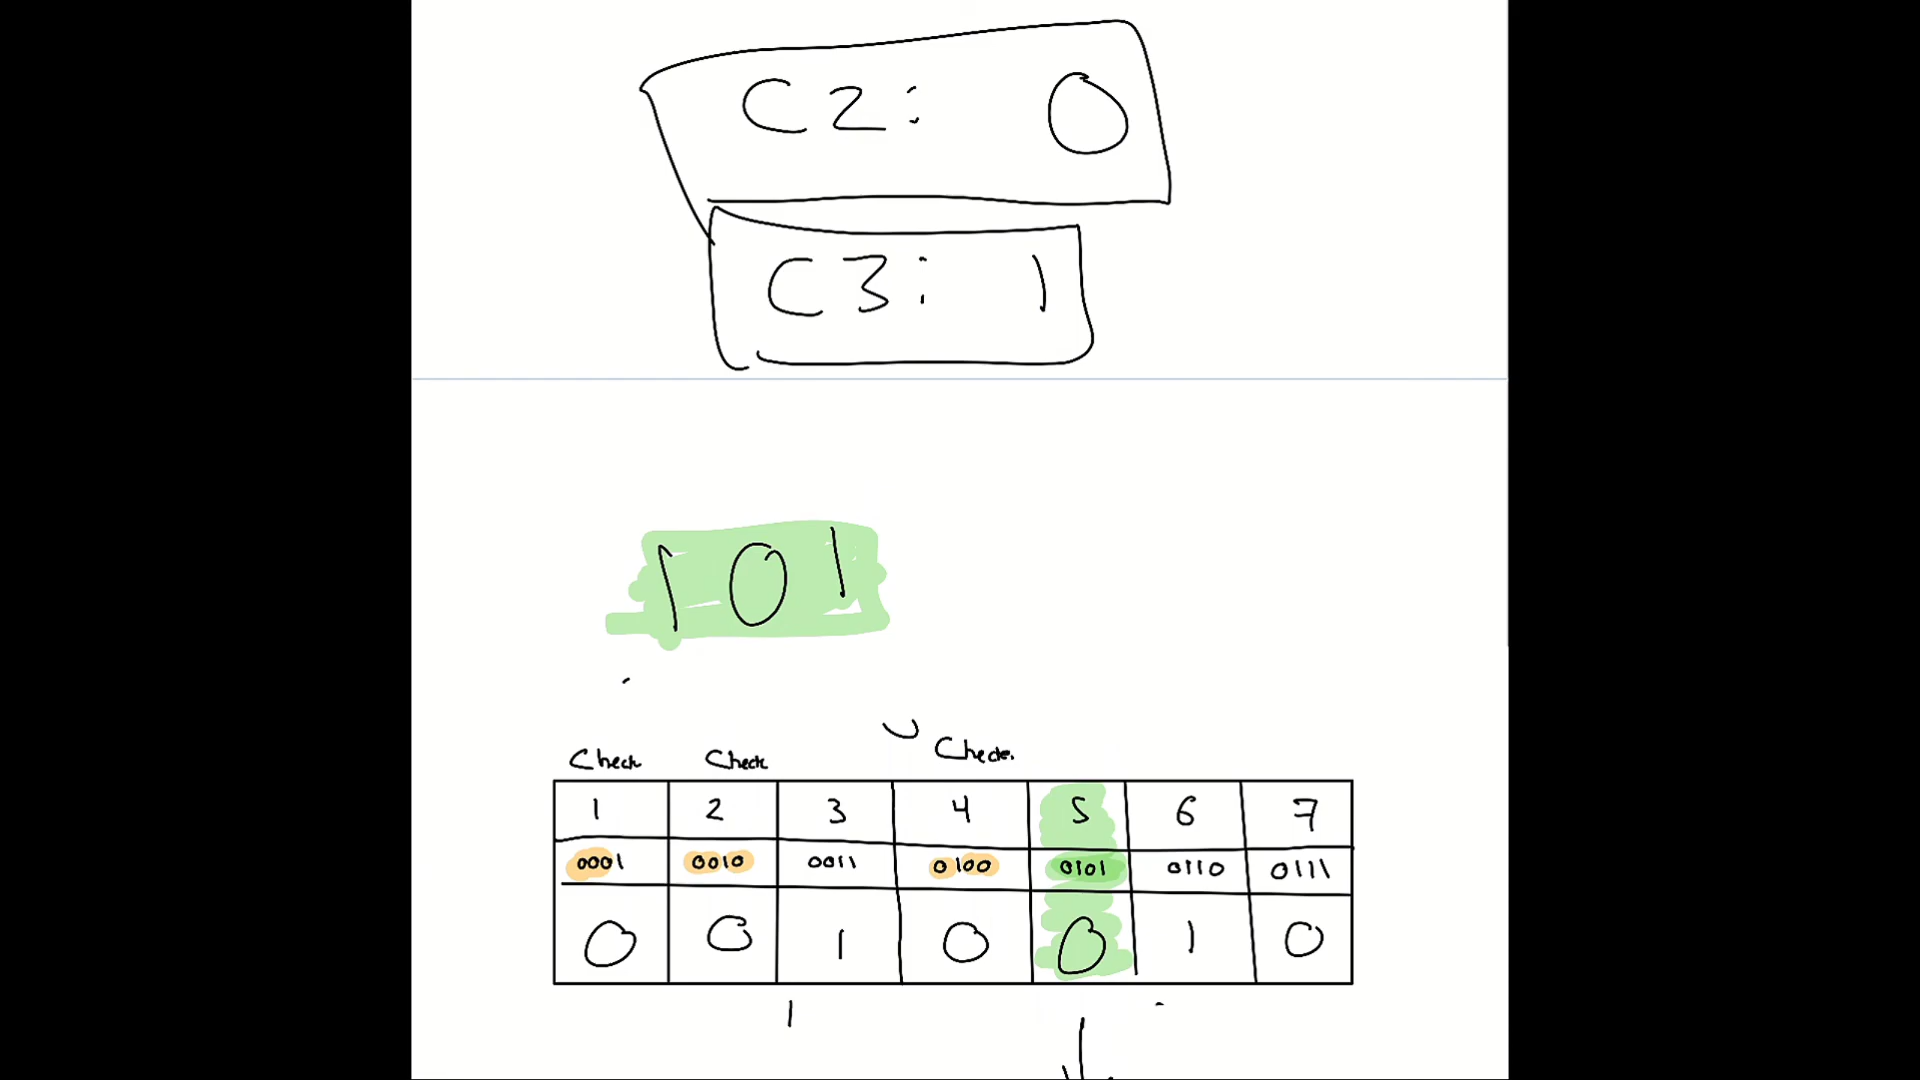 C2: 0
C3: 1
101
Check Check Check
1 2 3 4 5 6 7
0001 0010 0011 0100 0101 0110 0111
0 0 1 0 0 1 0